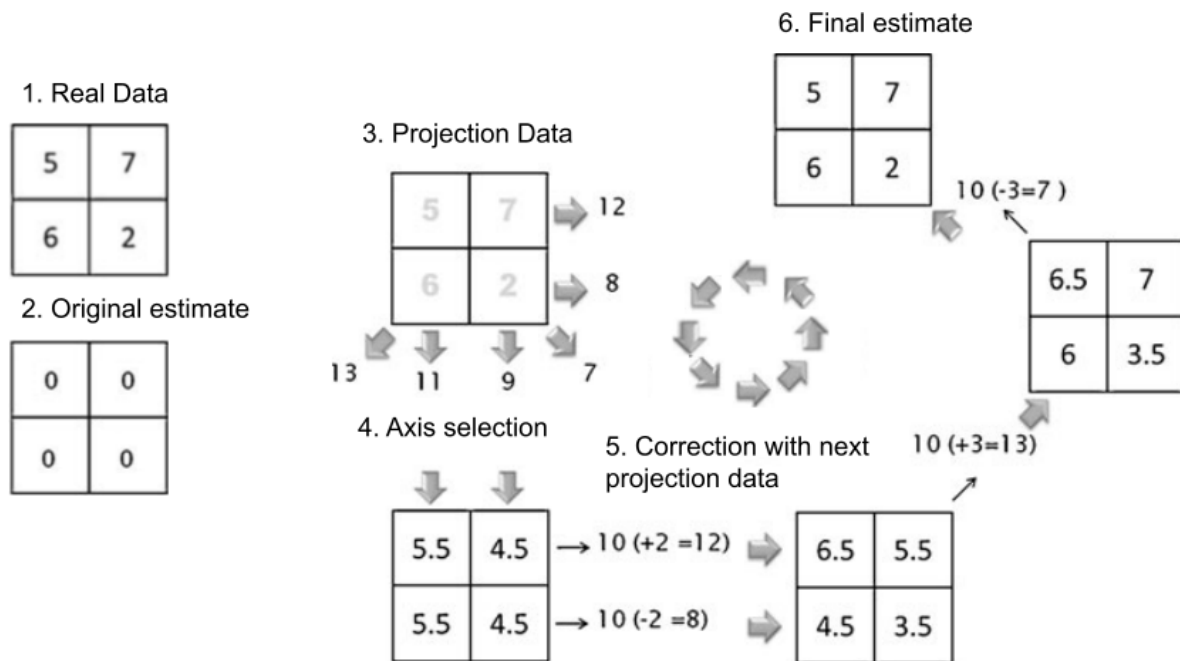 6. Final estimate
5 7
6 2
1. Real Data
5 7
6 2
2. Original estimate
0 0
0 0
3. Projection Data
5 7 12
6 2 8
13 11 9 7
4. Axis selection
5.5 4.5 10 (+2 =12)
5.5 4.5 10 (-2 =8)
5. Correction with next
projection data
6.5 5.5
4.5 3.5
10 (+3=13)
6.5 7
6 3.5
10 (-3=7 )